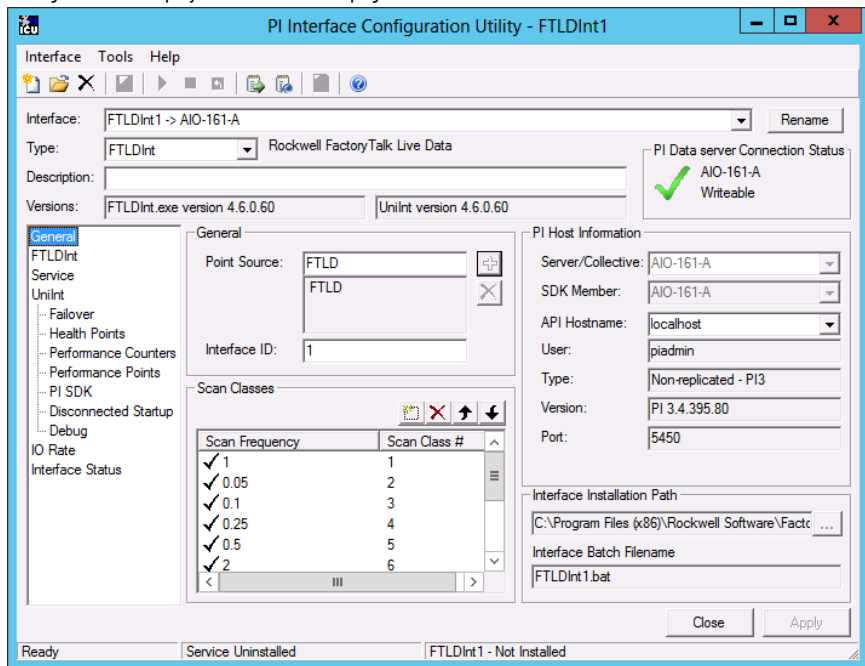 PI Interface Configuration Utility - FTLDInt1
Interface Tools Help
Interface: FTLDInt1 -> AIO-161-A Rename
Type: FTLDInt Rockwell FactoryTalk Live Data
Description:
Versions: FTLDInt.exe version 4.6.0.60 UniInt version 4.6.0.60
PI Data server Connection Status
AIO-161-A
Writeable
General
FTLDInt
Service
UniInt
Failover
Health Points
Performance Counters
Performance Points
PI SDK
Disconnected Startup
Debug
IO Rate
Interface Status
General
Point Source: FTLD
FTLD
Interface ID: 1
Scan Classes
Scan Frequency Scan Class #
1 1
0.05 2
0.1 3
0.25 4
0.5 5
2 6
PI Host Information
Server/Collective: AIO-161-A
SDK Member: AIO-161-A
API Hostname: localhost
User: piadmin
Type: Non-replicated - PI3
Version: PI 3.4.395.80
Port: 5450
Interface Installation Path
C:\Program Files (x86)\Rockwell Software\Factc ...
Interface Batch Filename
FTLDInt1.bat
Close Apply
Ready Service Uninstalled FTLDInt1 - Not Installed